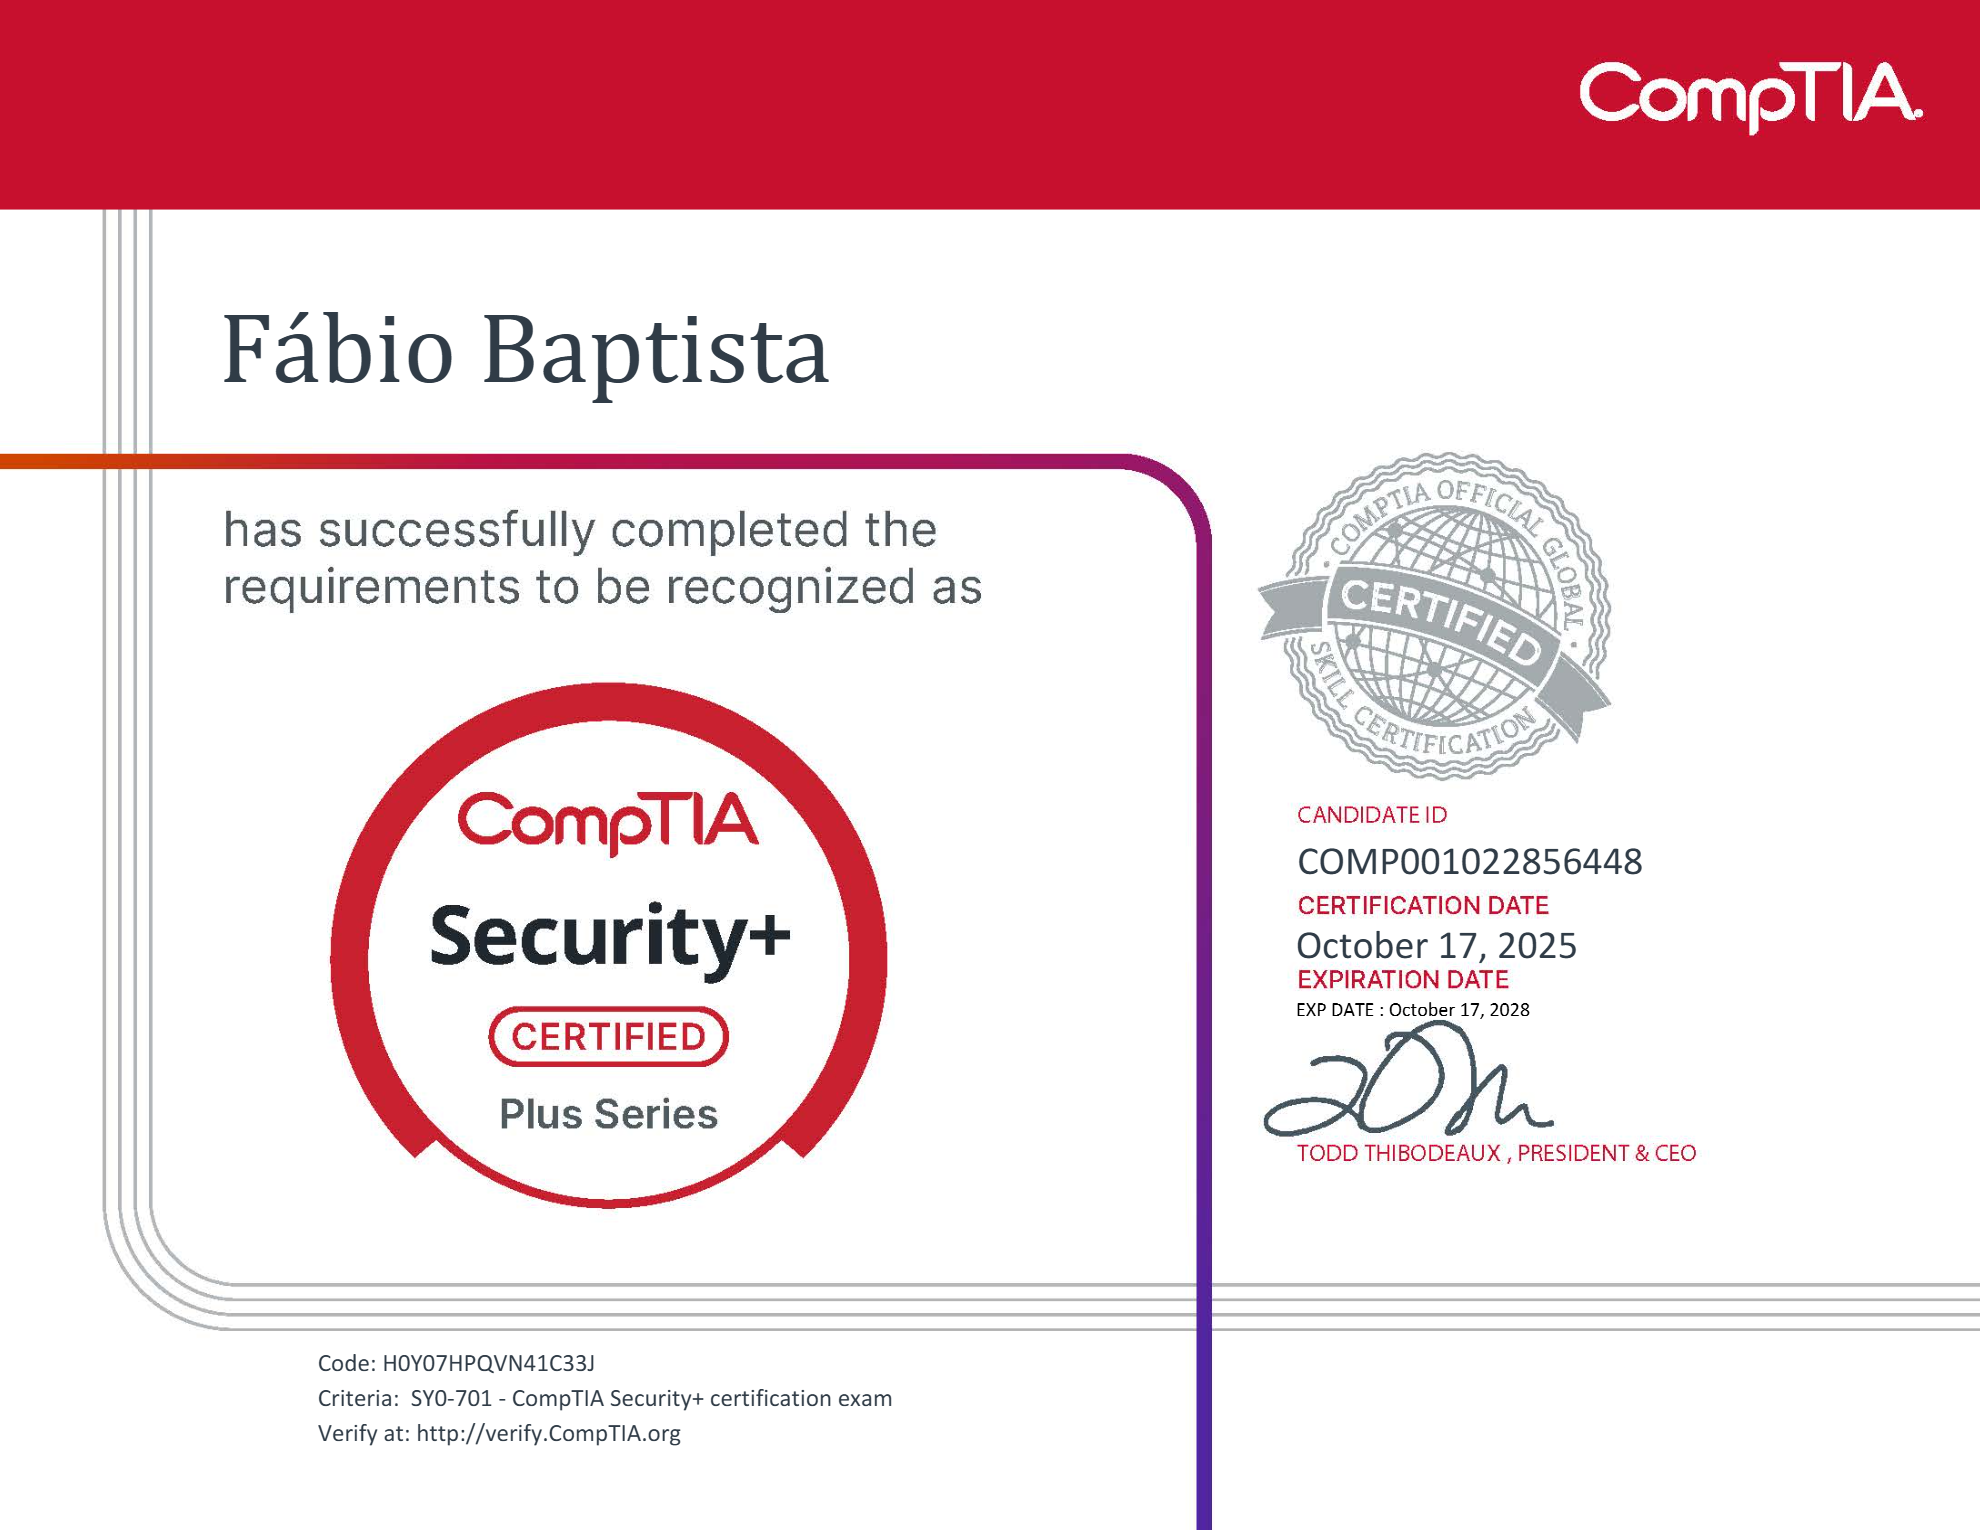 CompTIA.
Fábio Baptista
has successfully completed the
requirements to be recognized as
CompTIA
Security+
CERTIFIED
Plus Series
COMPTIA OFFICIAL GLOBAL
CERTIFIED
SKILL CERTIFICATION
CANDIDATE ID
COMP001022856448
CERTIFICATION DATE
October 17, 2025
EXPIRATION DATE
EXP DATE : October 17, 2028
TODD THIBODEAUX , PRESIDENT & CEO
Code: H0Y07HPQVN41C33J
Criteria:  SY0-701 - CompTIA Security+ certification exam
Verify at: http://verify.CompTIA.org